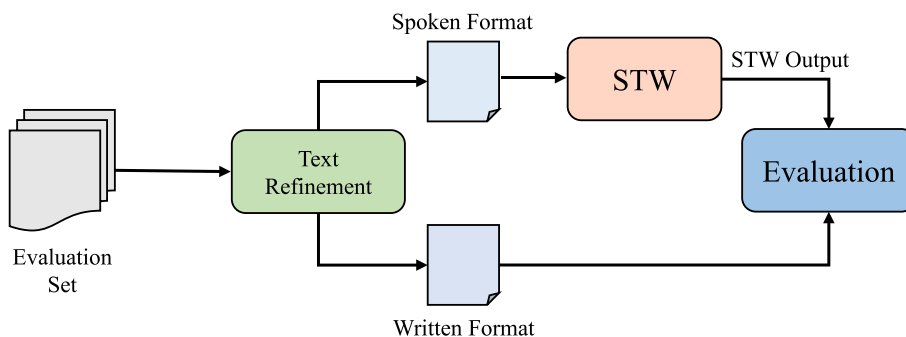 Spoken Format
STW
STW Output
Text
Refinement
Evaluation
Evaluation
Set
Written Format